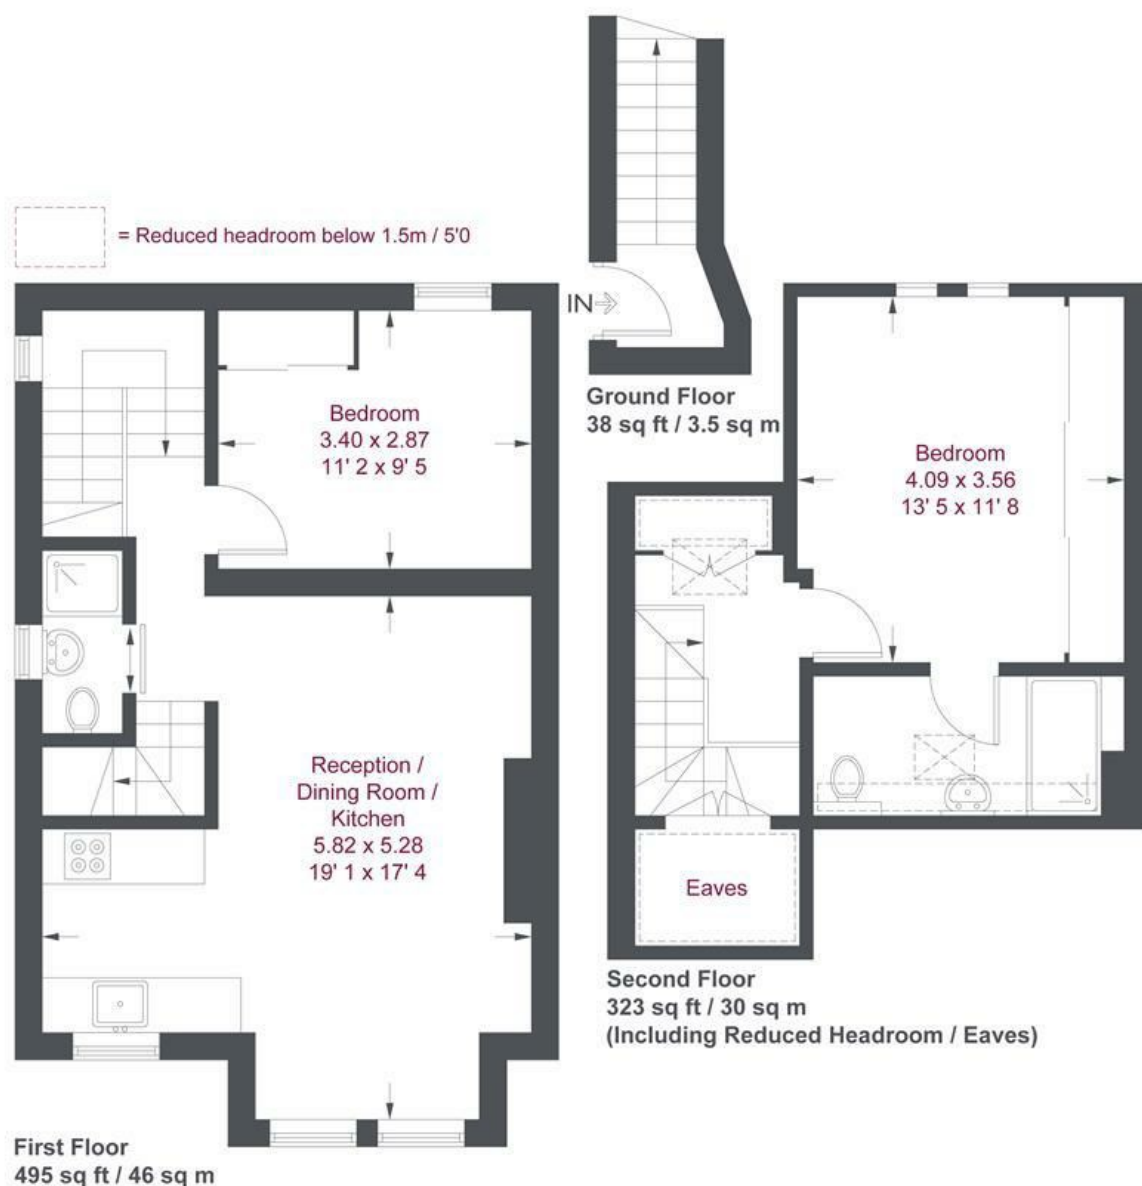 = Reduced headroom below 1.5m / 5'0
IN
Ground Floor
38 sq ft / 3.5 sq m
Bedroom
3.40 x 2.87
11' 2 x 9' 5
Bedroom
4.09 x 3.56
13' 5 x 11' 8
Reception /
Dining Room /
Kitchen
5.82 x 5.28
19' 1 x 17' 4
Eaves
Second Floor
323 sq ft / 30 sq m
(Including Reduced Headroom / Eaves)
First Floor
495 sq ft / 46 sq m